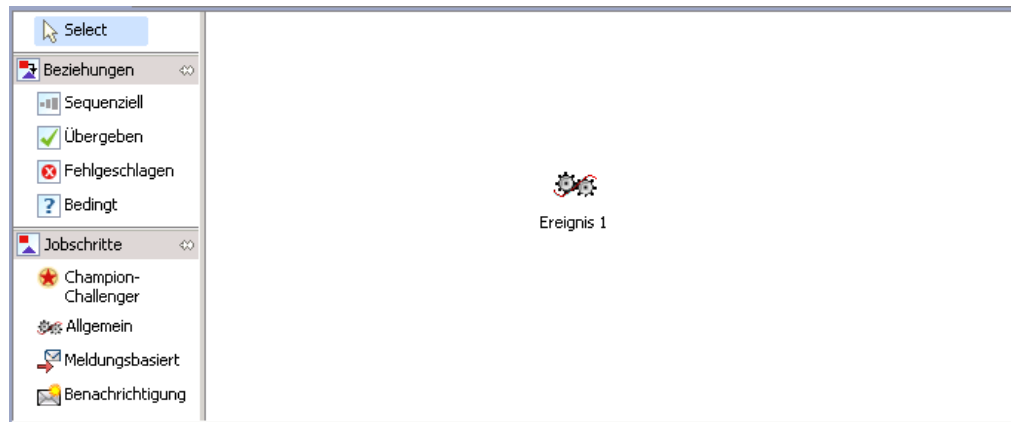 Select
Beziehungen
Sequenziell
Übergeben
Fehlgeschlagen
Bedingt
Jobschritte
Champion-
Challenger
Allgemein
Meldungsbasiert
Benachrichtigung
Ereignis 1